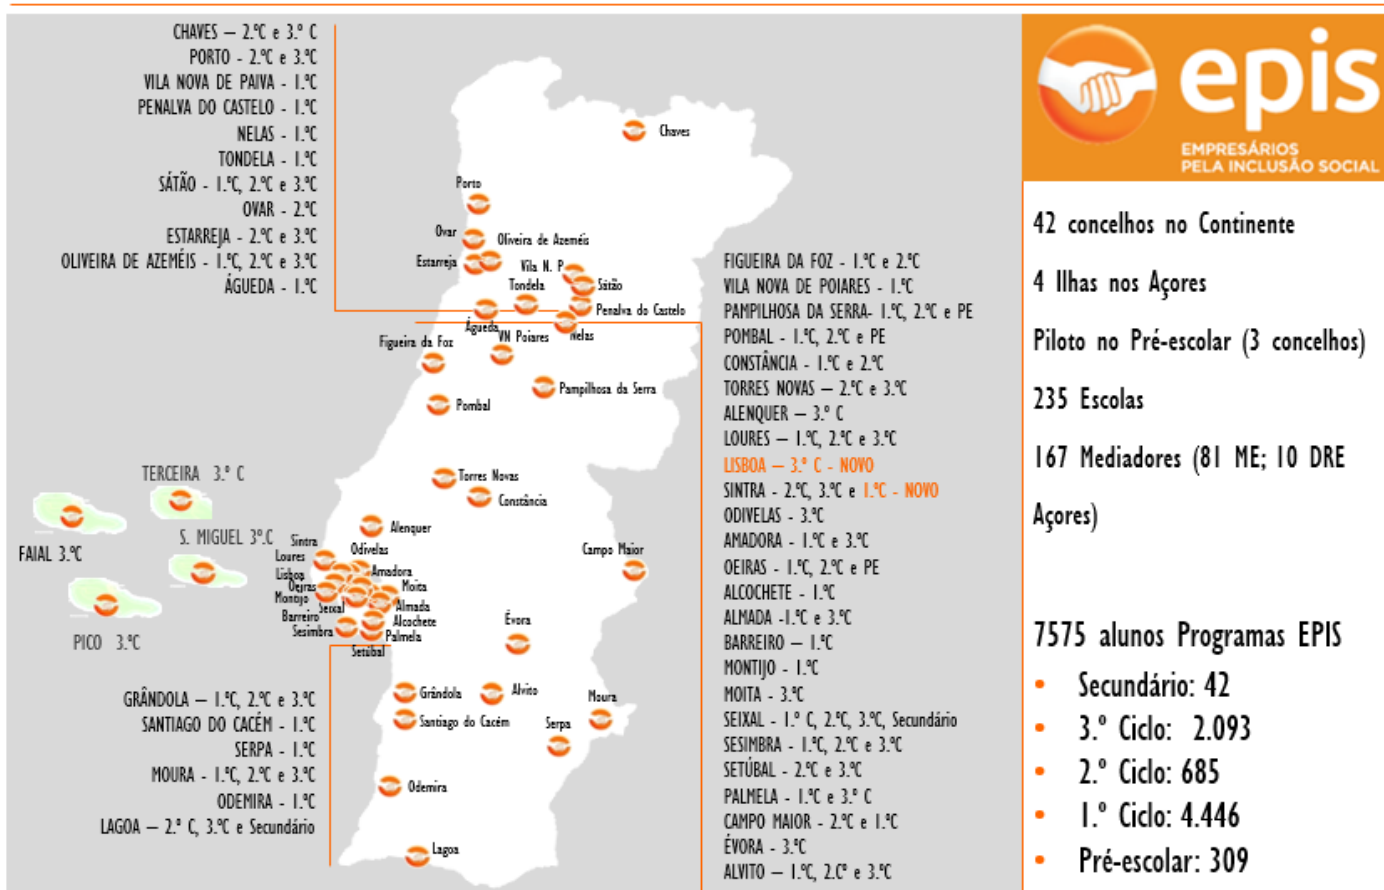 CHAVES – 2.ºC e 3.º C
PORTO - 2.ºC e 3.ºC
VILA NOVA DE PAIVA - 1.ºC
PENALVA DO CASTELO - 1.ºC
NELAS - 1.ºC
TONDELA - 1.ºC
SÁTÃO - 1.ºC, 2.ºC e 3.ºC
OVAR - 2.ºC
ESTARREJA - 2.ºC e 3.ºC
OLIVEIRA DE AZEMÉIS - 1.ºC, 2.ºC e 3.ºC
ÁGUEDA - 1.ºC
Chaves
Porto
Ovar
Oliveira de Azeméis
Estarreja
Vila N. P
Sátão
Tondela
Penalva do Castelo
Águeda
Nelas
VN Poiares
Figueira da Foz
Pampilhosa da Serra
Pombal
Torres Novas
Constância
Alenquer
Sintra
Odivelas
Loures
Campo Maior
Lisboa
Amadora
Oeiras
Moita
Montijo
Seixal
Almada
Barreiro
Alcochete
Sesimbra
Palmela
Setúbal
Évora
Grândola
Alvito
Moura
Santiago do Cacém
Serpa
Odemira
Lagoa
TERCEIRA 3.º C
FAIAL 3.ºC
S. MIGUEL 3º.C
PICO 3.ºC
GRÂNDOLA – 1.ºC, 2.ºC e 3.ºC
SANTIAGO DO CACÉM - 1.ºC
SERPA - 1.ºC
MOURA - 1.ºC, 2.ºC e 3.ºC
ODEMIRA - 1.ºC
LAGOA – 2.º C, 3.ºC e Secundário
FIGUEIRA DA FOZ - 1.ºC e 2.ºC
VILA NOVA DE POIARES - 1.ºC
PAMPILHOSA DA SERRA- 1.ºC, 2.ºC e PE
POMBAL - 1.ºC, 2.ºC e PE
CONSTÂNCIA - 1.ºC e 2.ºC
TORRES NOVAS – 2.ºC e 3.ºC
ALENQUER – 3.º C
LOURES – 1.ºC, 2.ºC e 3.ºC
LISBOA – 3.º C - NOVO
SINTRA - 2.ºC, 3.ºC e 1.ºC - NOVO
ODIVELAS - 3.ºC
AMADORA - 1.ºC e 3.ºC
OEIRAS - 1.ºC, 2.ºC e PE
ALCOCHETE - 1.ºC
ALMADA -1.ºC e 3.ºC
BARREIRO – 1.ºC
MONTIJO - 1.ºC
MOITA - 3.ºC
SEIXAL - 1.º C, 2.ºC, 3.ºC, Secundário
SESIMBRA - 1.ºC, 2.ºC e 3.ºC
SETÚBAL - 2.ºC e 3.ºC
PALMELA - 1.ºC e 3.º C
CAMPO MAIOR - 2.ºC e 1.ºC
ÉVORA - 3.ºC
ALVITO – 1.ºC, 2.Cº e 3.ºC
epis
EMPRESÁRIOS
PELA INCLUSÃO SOCIAL
42 concelhos no Continente
4 Ilhas nos Açores
Piloto no Pré-escolar (3 concelhos)
235 Escolas
167 Mediadores (81 ME; 10 DRE
Açores)
7575 alunos Programas EPIS
• Secundário: 42
• 3.º Ciclo: 2.093
• 2.º Ciclo: 685
• 1.º Ciclo: 4.446
• Pré-escolar: 309